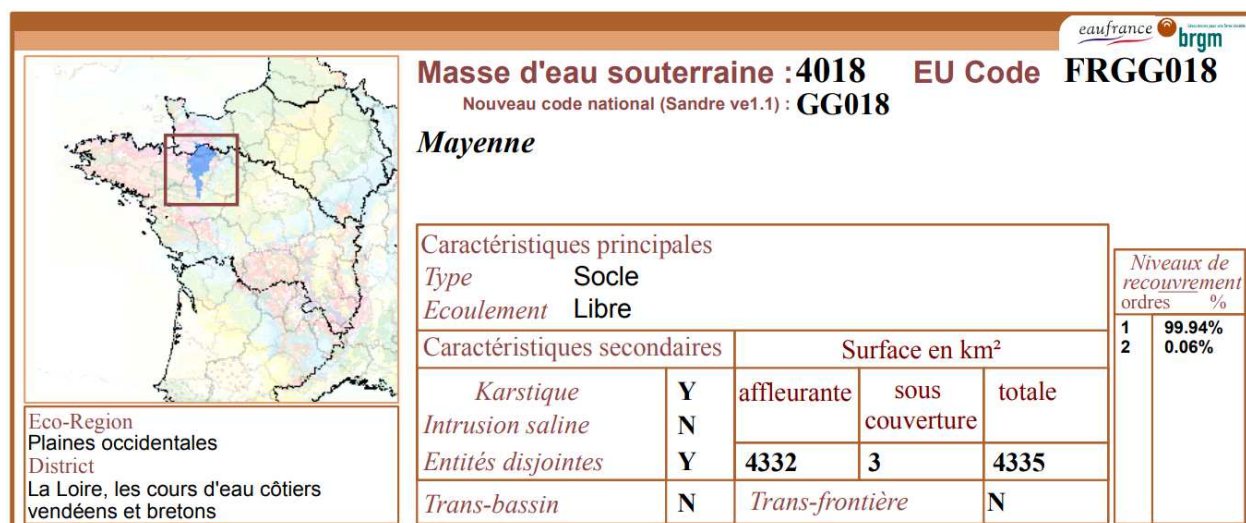 eaufrance
brgm
Masse d'eau souterraine : 4018 EU Code FRGG018
Nouveau code national (Sandre ve1.1) : GG018
Mayenne
Caractéristiques principales
Type Socle
Ecoulement Libre
Caractéristiques secondaires Surface en km²
Karstique Y affleurante sous couverture totale
Intrusion saline N
Entités disjointes Y 4332 3 4335
Trans-bassin N Trans-frontière N
Niveaux de
recouvrement
ordres %
1 99.94%
2 0.06%
Eco-Region
Plaines occidentales
District
La Loire, les cours d'eau côtiers
vendéens et bretons